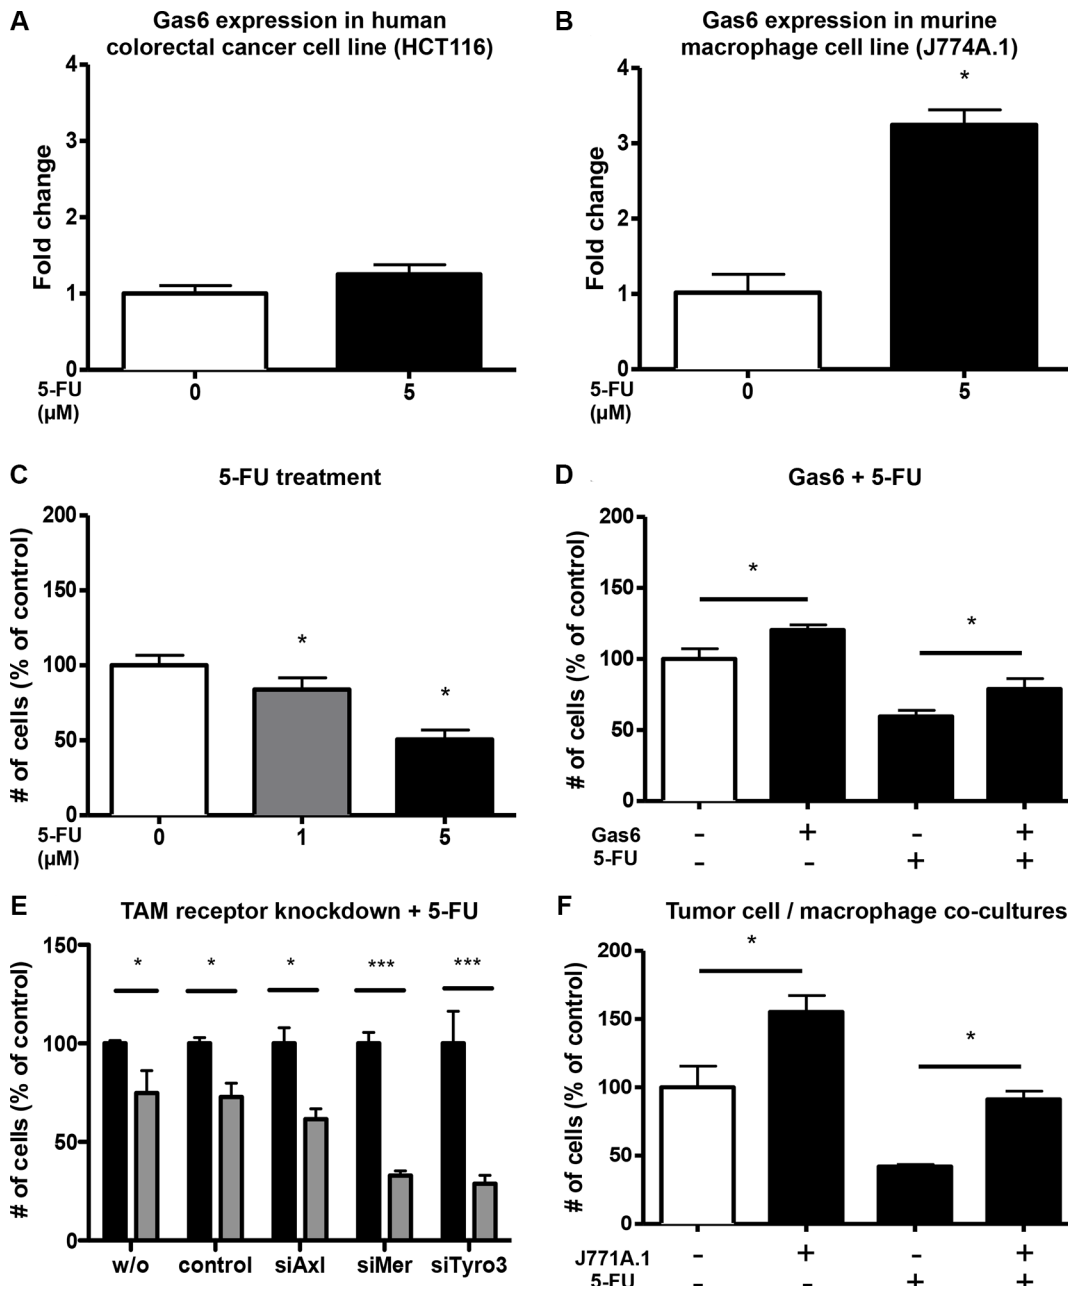 A
Gas6 expression in human
colorectal cancer cell line (HCT116)
Fold change
4
3
2
1
0
5-FU
(µM)
0
5
B
Gas6 expression in murine
macrophage cell line (J774A.1)
Fold change
4
3
2
1
0
*
5-FU
(µM)
0
5
C
5-FU treatment
# of cells (% of control)
200
150
100
50
0
*
*
5-FU
(µM)
0
1
5
D
Gas6 + 5-FU
# of cells (% of control)
200
150
100
50
0
*
*
Gas6 - + - +
5-FU - - + +
E
TAM receptor knockdown + 5-FU
# of cells (% of control)
150
100
50
0
* * * *** ***
w/o control siAxl siMer siTyro3
F
Tumor cell / macrophage co-cultures
# of cells (% of control)
200
150
100
50
0
*
*
J771A.1 - + - +
5-FU - - + +